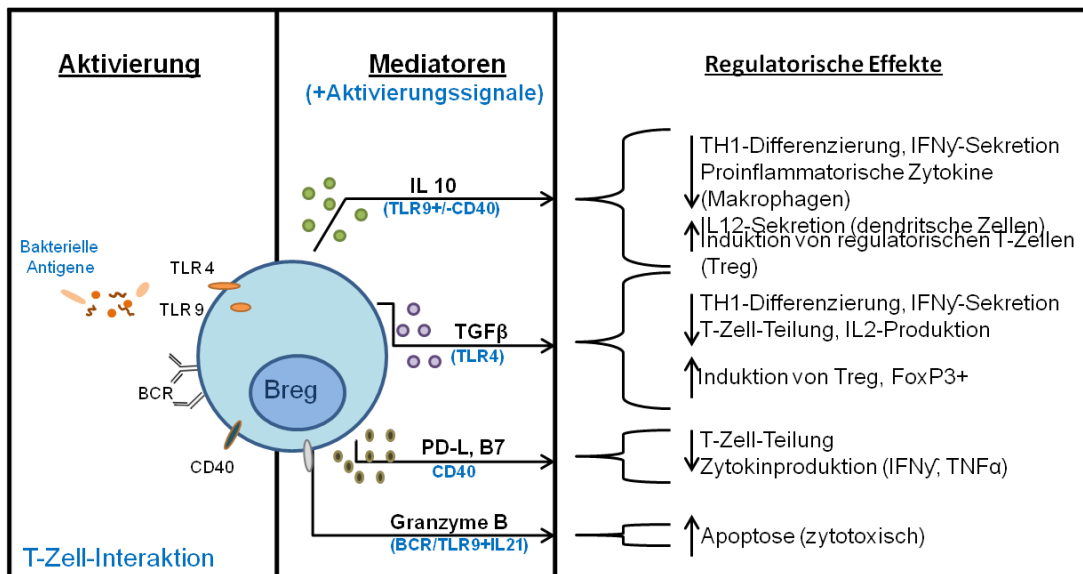 Aktivierung
Bakterielle
Antigene
TLR 4
TLR 9
BCR
CD40
Breg
T-Zell-Interaktion
Mediatoren
(+Aktivierungssignale)
IL 10
(TLR9+/-CD40)
TGFβ
(TLR4)
PD-L, B7
CD40
Granzyme B
(BCR/TLR9+IL21)
Regulatorische Effekte
TH1-Differenzierung, IFNγ-Sekretion
Proinflammatorische Zytokine
(Makrophagen)
IL12-Sekretion (dendritsche Zellen)
Induktion von regulatorischen T-Zellen
(Treg)
TH1-Differenzierung, IFNγ-Sekretion
T-Zell-Teilung, IL2-Produktion
Induktion von Treg, FoxP3+
T-Zell-Teilung
Zytokinproduktion (IFNγ, TNFα)
Apoptose (zytotoxisch)